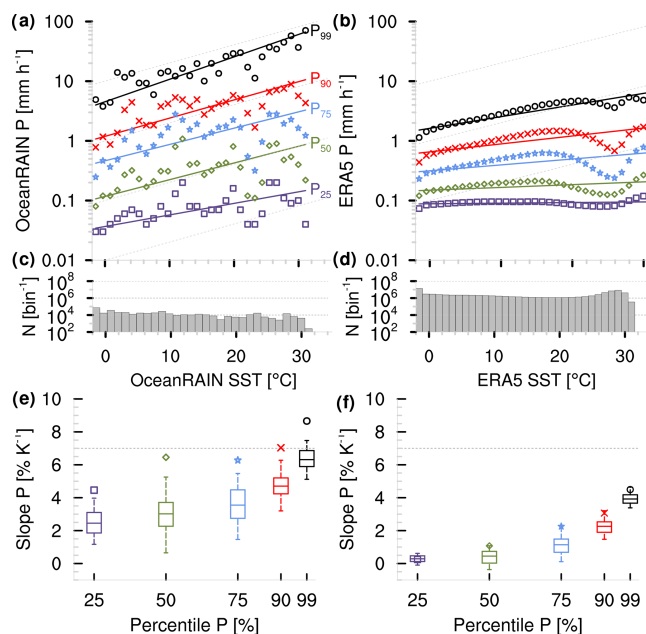 (a)
OceanRAIN P [mm h⁻¹]
100
10
1
0.1
0.01
P₉₉
P₉₀
P₇₅
P₅₀
P₂₅
(b)
ERA5 P [mm h⁻¹]
100
10
1
0.1
0.01
(c)
N [bin⁻¹]
10⁸
10⁶
10⁴
10²
0 10 20 30
OceanRAIN SST [°C]
(d)
N [bin⁻¹]
10⁸
10⁶
10⁴
10²
0 10 20 30
ERA5 SST [°C]
(e)
Slope P [% K⁻¹]
10
8
6
4
2
0
25 50 75 90 99
Percentile P [%]
(f)
Slope P [% K⁻¹]
10
8
6
4
2
0
25 50 75 90 99
Percentile P [%]